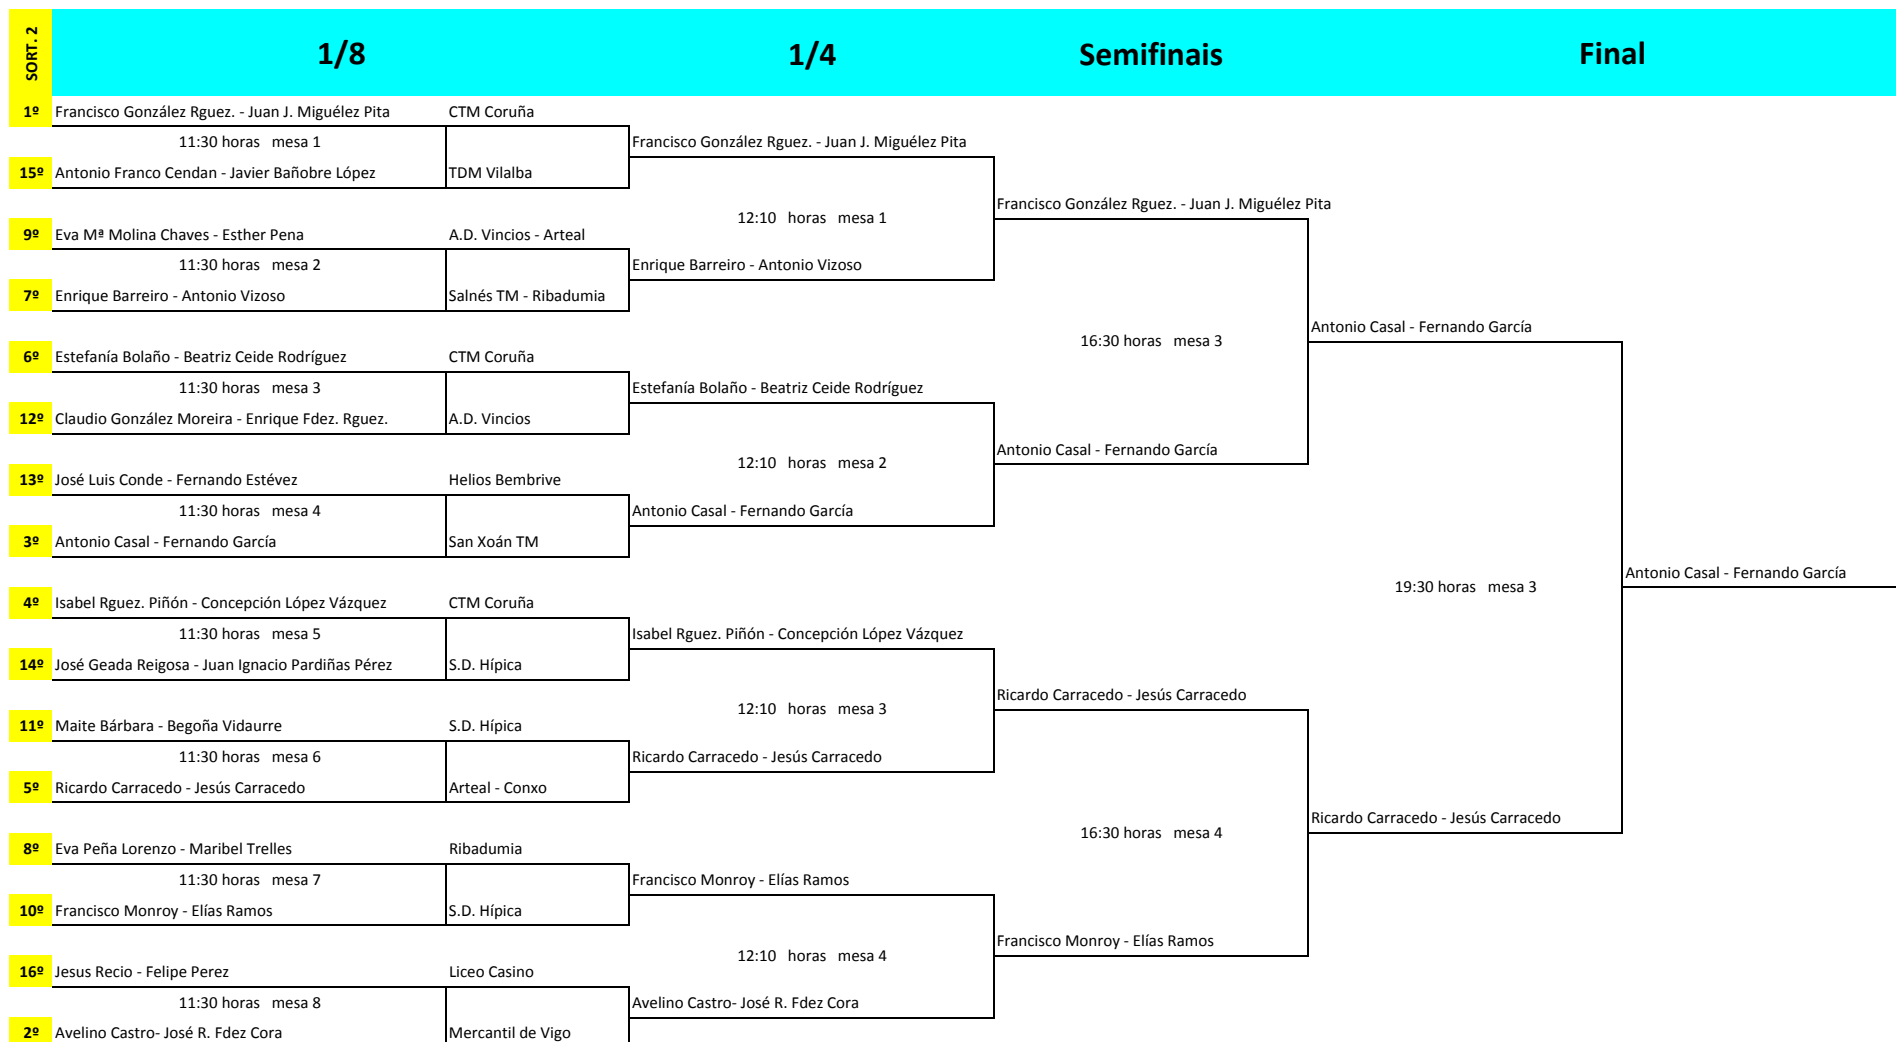 SORT. 2
1/8 1/4 Semifinais Final
1º Francisco González Rguez. - Juan J. Miguélez Pita CTM Coruña
11:30 horas mesa 1 Francisco González Rguez. - Juan J. Miguélez Pita
15º Antonio Franco Cendan - Javier Bañobre López TDM Vilalba
Francisco González Rguez. - Juan J. Miguélez Pita
12:10 horas mesa 1
9º Eva Mª Molina Chaves - Esther Pena A.D. Vincios - Arteal
11:30 horas mesa 2 Enrique Barreiro - Antonio Vizoso
7º Enrique Barreiro - Antonio Vizoso Salnés TM - Ribadumia
Antonio Casal - Fernando García
16:30 horas mesa 3
6º Estefanía Bolaño - Beatriz Ceide Rodríguez CTM Coruña
11:30 horas mesa 3 Estefanía Bolaño - Beatriz Ceide Rodríguez
12º Claudio González Moreira - Enrique Fdez. Rguez. A.D. Vincios
Antonio Casal - Fernando García
12:10 horas mesa 2
13º José Luis Conde - Fernando Estévez Helios Bembrive
11:30 horas mesa 4 Antonio Casal - Fernando García
3º Antonio Casal - Fernando García San Xoán TM
Antonio Casal - Fernando García
19:30 horas mesa 3
4º Isabel Rguez. Piñón - Concepción López Vázquez CTM Coruña
11:30 horas mesa 5 Isabel Rguez. Piñón - Concepción López Vázquez
14º José Geada Reigosa - Juan Ignacio Pardiñas Pérez S.D. Hípica
Ricardo Carracedo - Jesús Carracedo
12:10 horas mesa 3
11º Maite Bárbara - Begoña Vidaurre S.D. Hípica
11:30 horas mesa 6 Ricardo Carracedo - Jesús Carracedo
5º Ricardo Carracedo - Jesús Carracedo Arteal - Conxo
Ricardo Carracedo - Jesús Carracedo
16:30 horas mesa 4
8º Eva Peña Lorenzo - Maribel Trelles Ribadumia
11:30 horas mesa 7 Francisco Monroy - Elías Ramos
10º Francisco Monroy - Elías Ramos S.D. Hípica
Francisco Monroy - Elías Ramos
12:10 horas mesa 4
16º Jesus Recio - Felipe Perez Liceo Casino
11:30 horas mesa 8 Avelino Castro- José R. Fdez Cora
2º Avelino Castro- José R. Fdez Cora Mercantil de Vigo